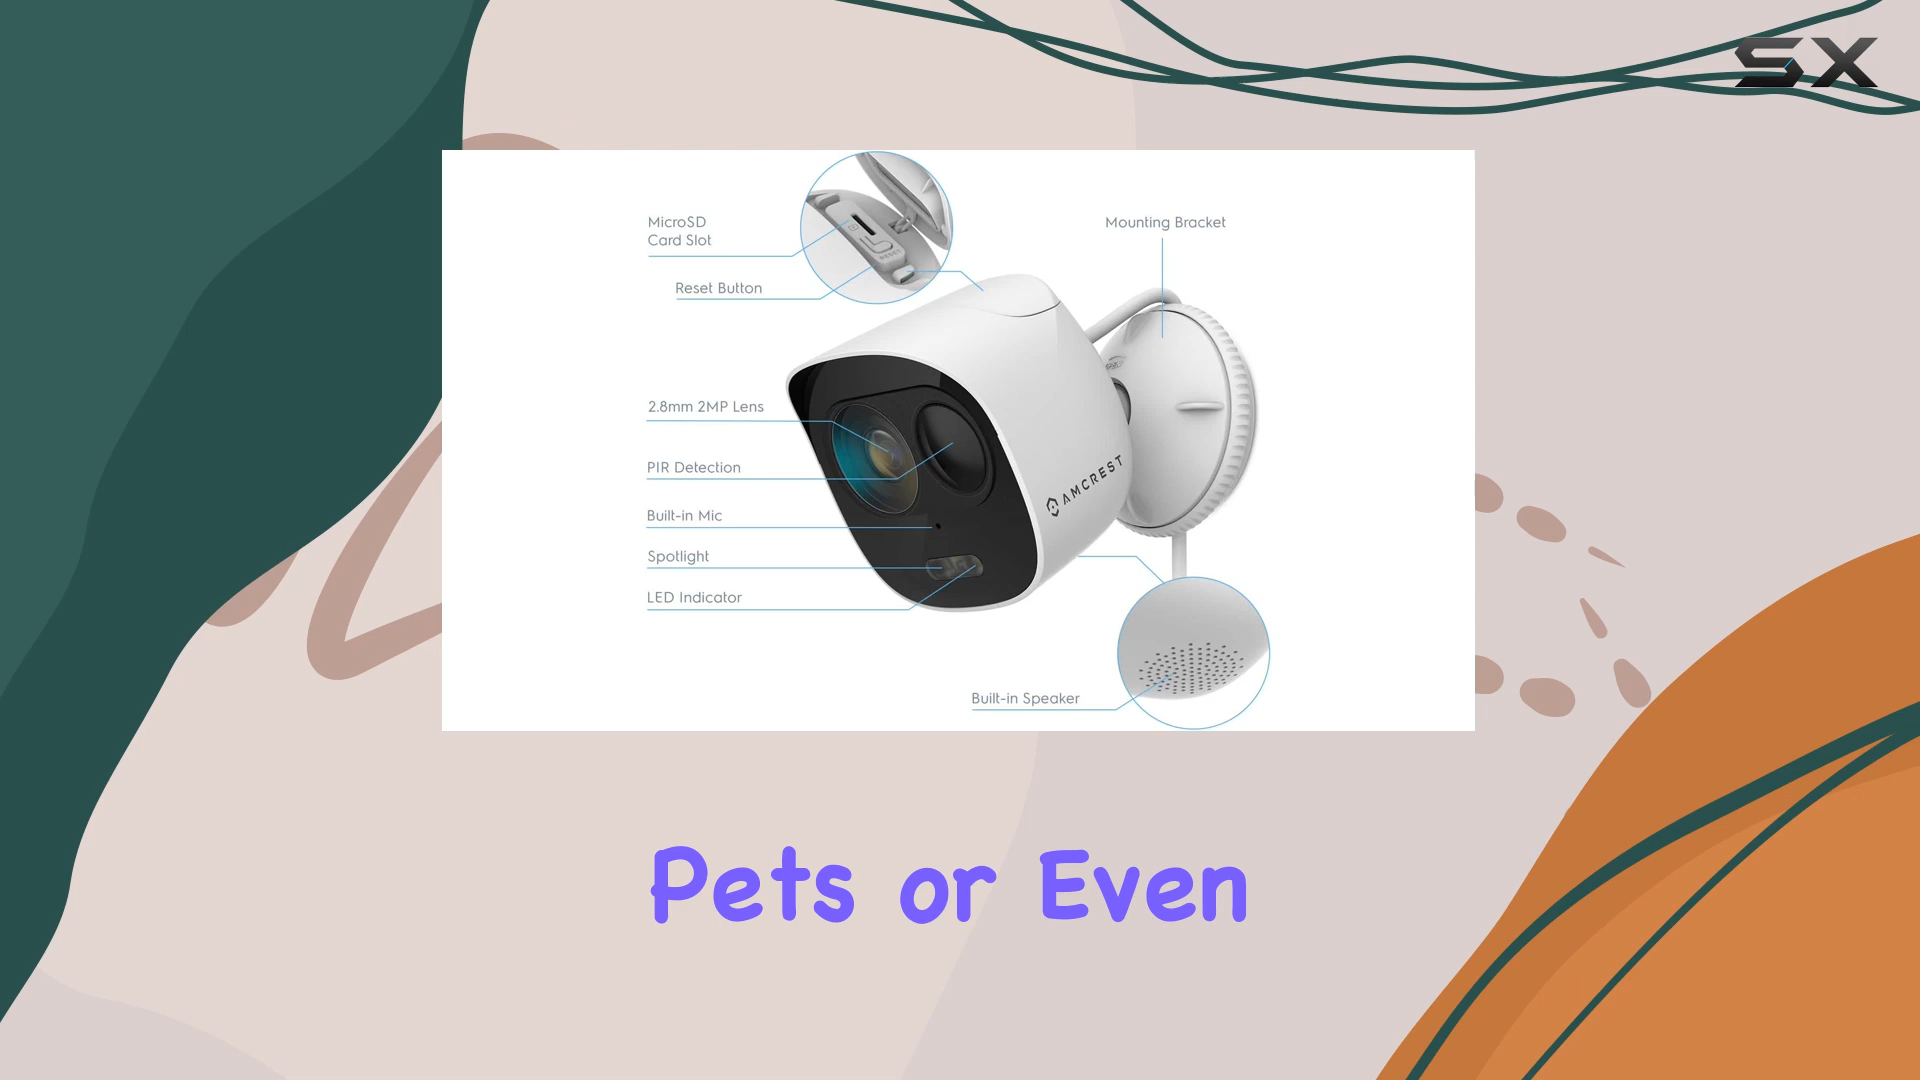 SX
MicroSD
Card Slot
Mounting Bracket
Reset Button
RESET
2.8mm 2MP Lens
PIR Detection
AMCREST
Built-in Mic
Spotlight
LED Indicator
Built-in Speaker
Pets or Even